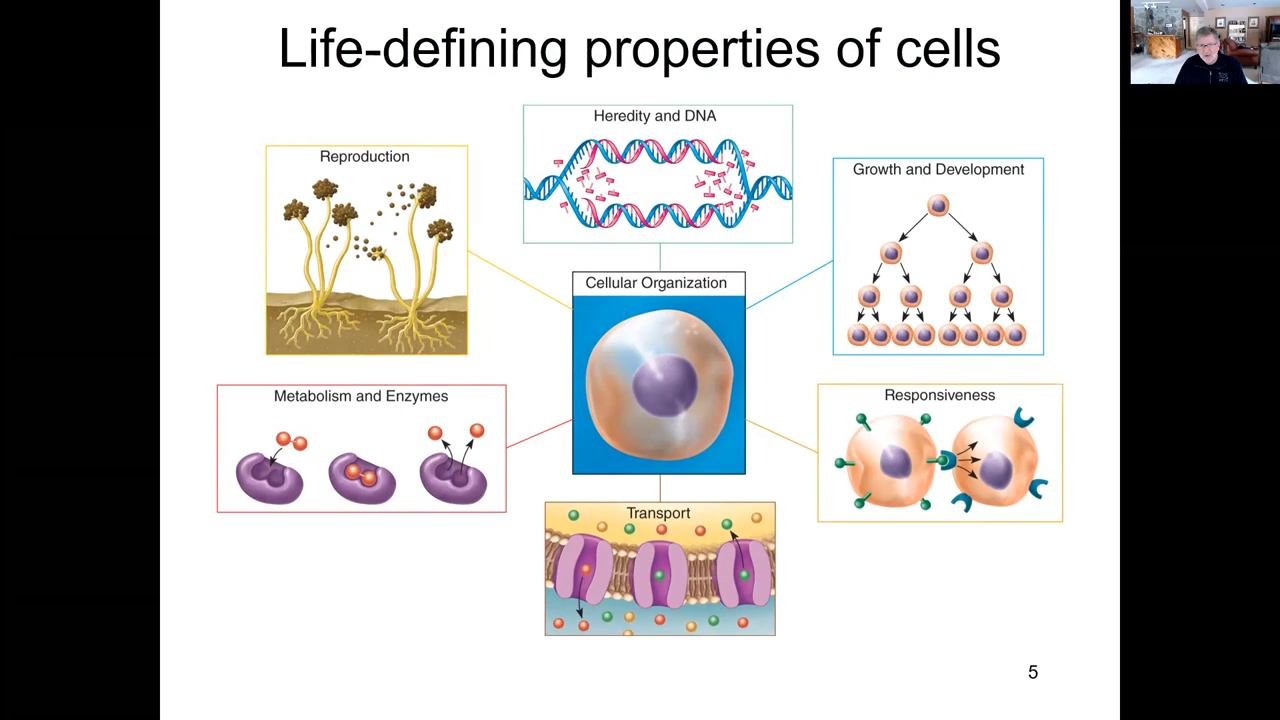 Life-defining properties of cells
Heredity and DNA
Reproduction
Growth and Development
Cellular Organization
Metabolism and Enzymes
Responsiveness
Transport
5